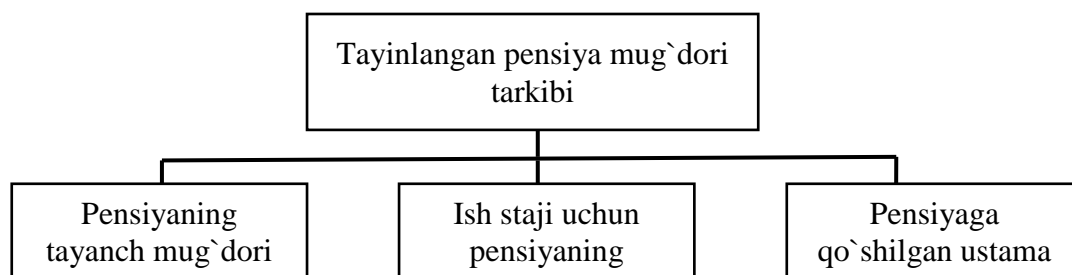 Tayinlangan pensiya mug`dori
tarkibi
Pensiyaning
tayanch mug`dori
Ish staji uchun
pensiyaning
Pensiyaga
qo`shilgan ustama